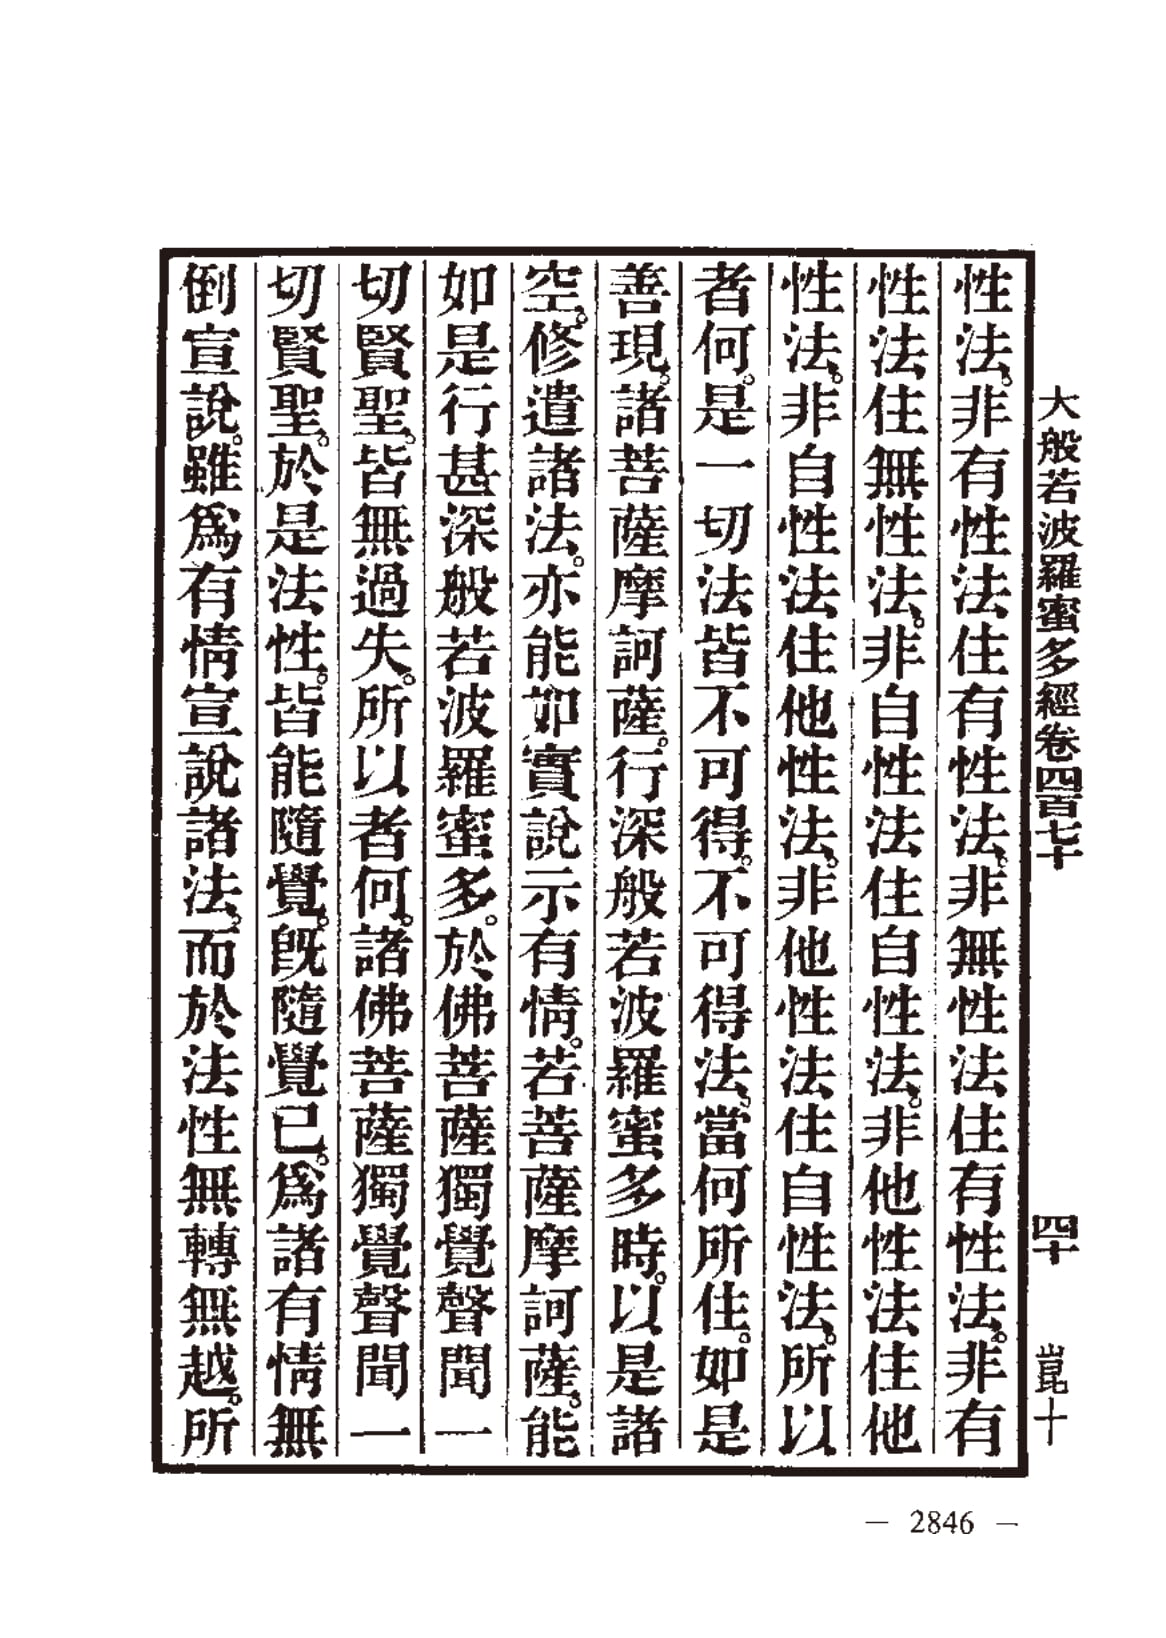 大般若波羅蜜多經卷四百七十　四十　崑十
性法。非有性法住有性法。非無性法住有性法。非有
性法住無性法。非自性法住自性法。非他性法住他
性法。非自性法住他性法。非他性法住自性法。所以
者何。是一切法皆不可得。不可得法。當何所住。如是
善現。諸菩薩摩訶薩。行深般若波羅蜜多時。以是諸
空。修遣諸法。亦能如實說示有情。若菩薩摩訶薩。能
如是行甚深般若波羅蜜多。於佛菩薩獨覺聲聞一
切賢聖。皆無過失。所以者何。諸佛菩薩獨覺聲聞一
切賢聖。於是法性。皆能隨覺。旣隨覺已。爲諸有情無
倒宣說。雖爲有情宣說諸法。而於法性無轉無越。所
— 2846 —